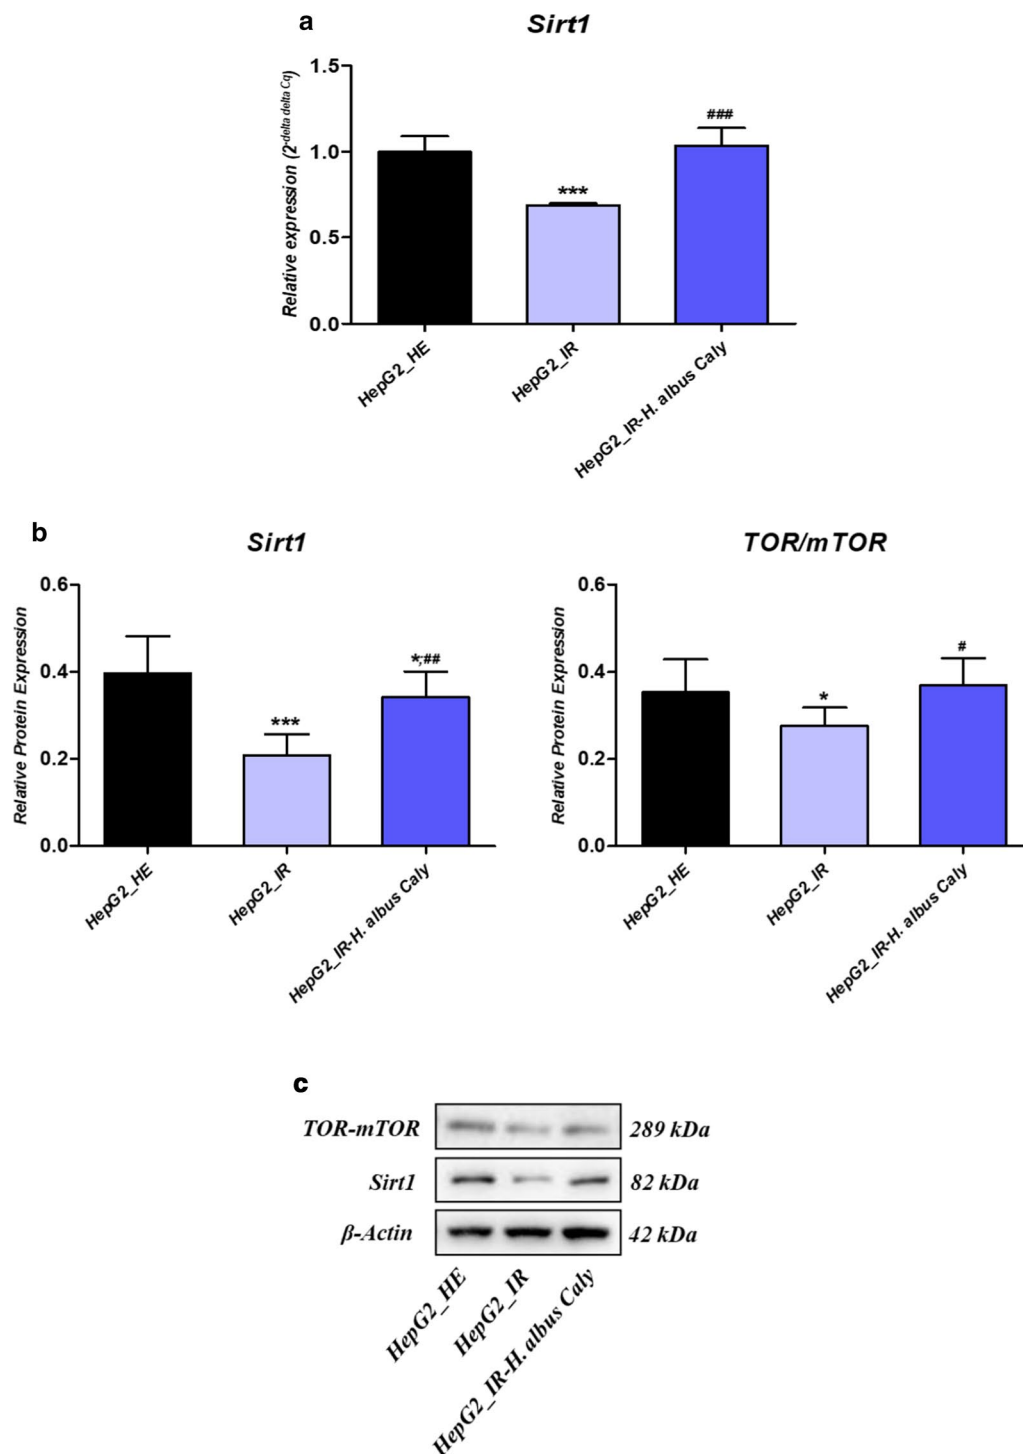 a
Sirt1
Relative expression (2-delta delta Cq)
1.5
1.0
0.5
0.0
***
###
HepG2_HE
HepG2_IR
HepG2_IR-H. albus Caly
b
Sirt1
Relative Protein Expression
0.6
0.4
0.2
0.0
***
*;##
HepG2_HE
HepG2_IR
HepG2_IR-H. albus Caly
TOR/mTOR
Relative Protein Expression
0.6
0.4
0.2
0.0
*
#
HepG2_HE
HepG2_IR
HepG2_IR-H. albus Caly
c
TOR-mTOR 289 kDa
Sirt1 82 kDa
β-Actin 42 kDa
HepG2_HE
HepG2_IR
HepG2_IR-H. albus Caly